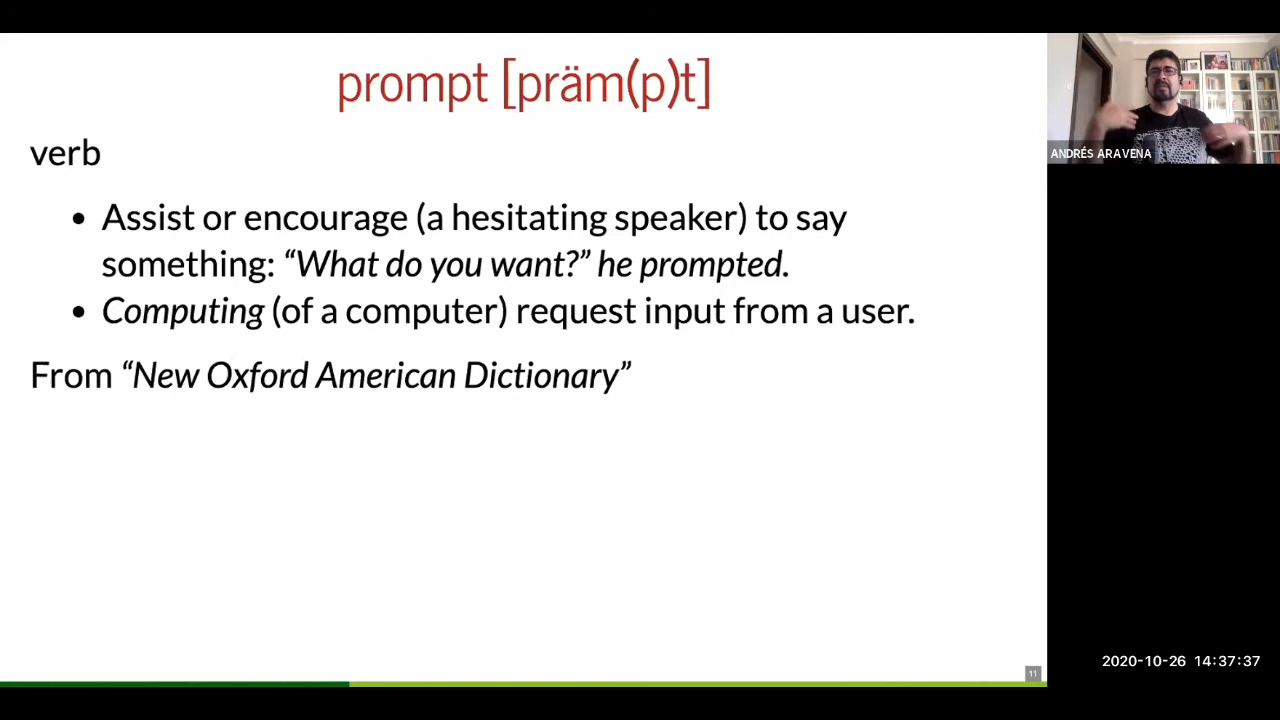 prompt [präm(p)t]
verb
• Assist or encourage (a hesitating speaker) to say
something: “What do you want?” he prompted.
• Computing (of a computer) request input from a user.
From “New Oxford American Dictionary”
11
ANDRÉS ARAVENA
2020-10-26 14:37:37